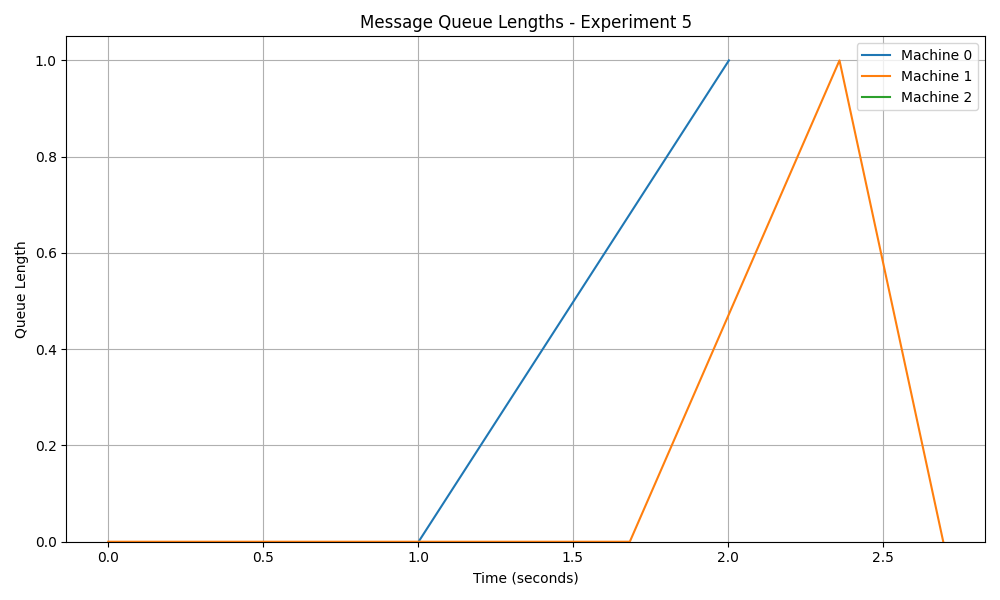 Message Queue Lengths - Experiment 5
Machine 0
Machine 1
Machine 2
1.0
0.8
0.6
0.4
0.2
0.0
Queue Length
0.0 0.5 1.0 1.5 2.0 2.5
Time (seconds)